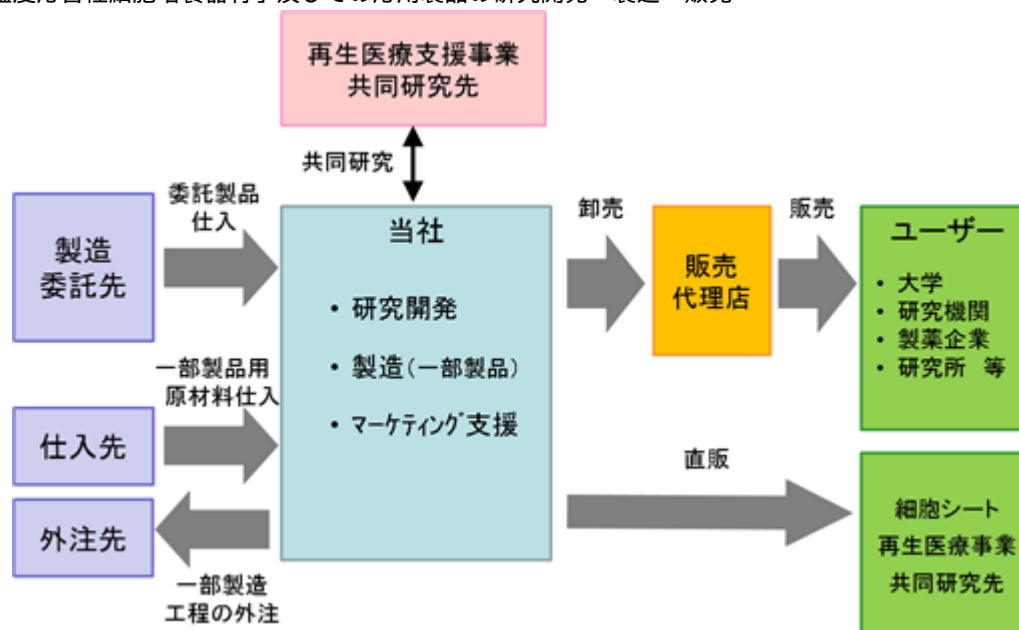 再生医療支援事業
共同研究先
共同研究
製造
委託先
委託製品
仕入
当社
・ 研究開発
・ 製造(一部製品)
・ マーケティング支援
卸売
販売
代理店
販売
ユーザー
・ 大学
・ 研究機関
・ 製薬企業
・ 研究所 等
一部製品用
原材料仕入
仕入先
外注先
一部製造
工程の外注
直販
細胞シート
再生医療事業
共同研究先